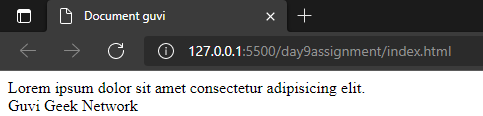 Document guvi
127.0.0.1:5500/day9assignment/index.html
Lorem ipsum dolor sit amet consectetur adipisicing elit.
Guvi Geek Network